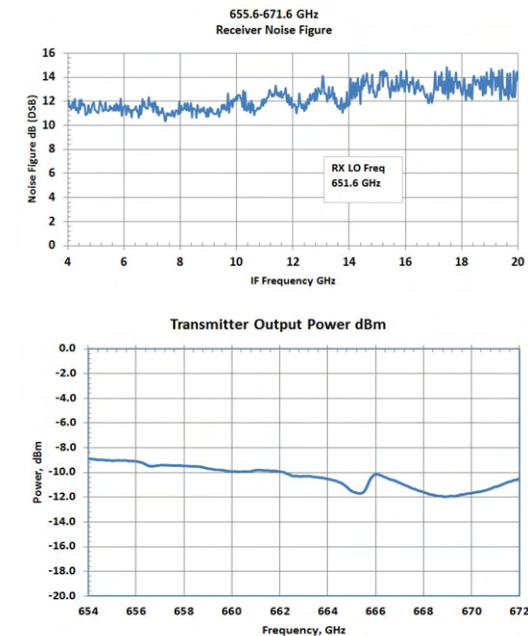 655.6-671.6 GHz
Receiver Noise Figure
16
14
12
10
8
6
4
2
0
Noise Figure dB (DSB)
RX LO Freq
651.6 GHz
4 6 8 10 12 14 16 18 20
IF Frequency GHz
Transmitter Output Power dBm
0.0
-2.0
-4.0
-6.0
-8.0
-10.0
-12.0
-14.0
-16.0
-18.0
-20.0
Power, dBm
654 656 658 660 662 664 666 668 670 672
Frequency, GHz